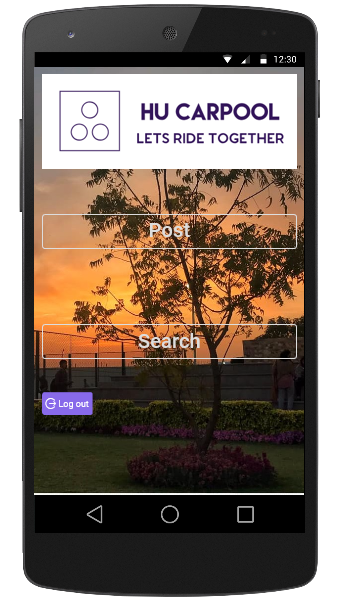 12:30
HU CARPOOL
LETS RIDE TOGETHER
Post
Search
Log out